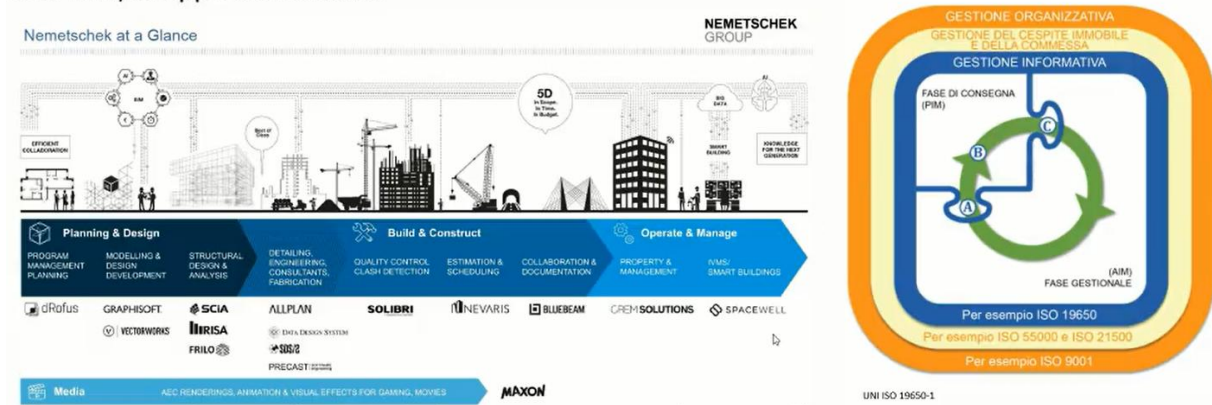 Nemetschek at a Glance
NEMETSCHEK
GROUP
BIM
AI
5D
In Scope.
In Time.
In Budget.
Best of
Class
BIG
DATA
AI
EFFICIENT
COLLABORATION
SMART
BUILDING
KNOWLEDGE
FOR THE NEXT
GENERATION
Planning & Design
Build & Construct
Operate & Manage
PROGRAM
MANAGEMENT
PLANNING
MODELLING &
DESIGN
DEVELOPMENT
STRUCTURAL
DESIGN &
ANALYSIS
DETAILING,
ENGINEERING,
CONSULTANTS,
FABRICATION
QUALITY CONTROL
CLASH DETECTION
ESTIMATION &
SCHEDULING
COLLABORATION &
DOCUMENTATION
PROPERTY &
MANAGEMENT
IWMS/
SMART BUILDINGS
dRofus
GRAPHISOFT.
VECTORWORKS
SCIA
RISA
FRILO
ALLPLAN
DATA DESIGN SYSTEM
SDS/2
PRECAST
SOLIBRI
NEVARIS
BLUEBEAM
CREM SOLUTIONS
SPACEWELL
Media
AEC RENDERINGS, ANIMATION & VISUAL EFFECTS FOR GAMING, MOVIES
MAXON
GESTIONE ORGANIZZATIVA
GESTIONE DEL CESPITE IMMOBILE
E DELLA COMMESSA
GESTIONE INFORMATIVA
FASE DI CONSEGNA
(PIM)
C
B
A
(AIM)
FASE GESTIONALE
Per esempio ISO 19650
Per esempio ISO 55000 e ISO 21500
Per esempio ISO 9001
UNI ISO 19650-1